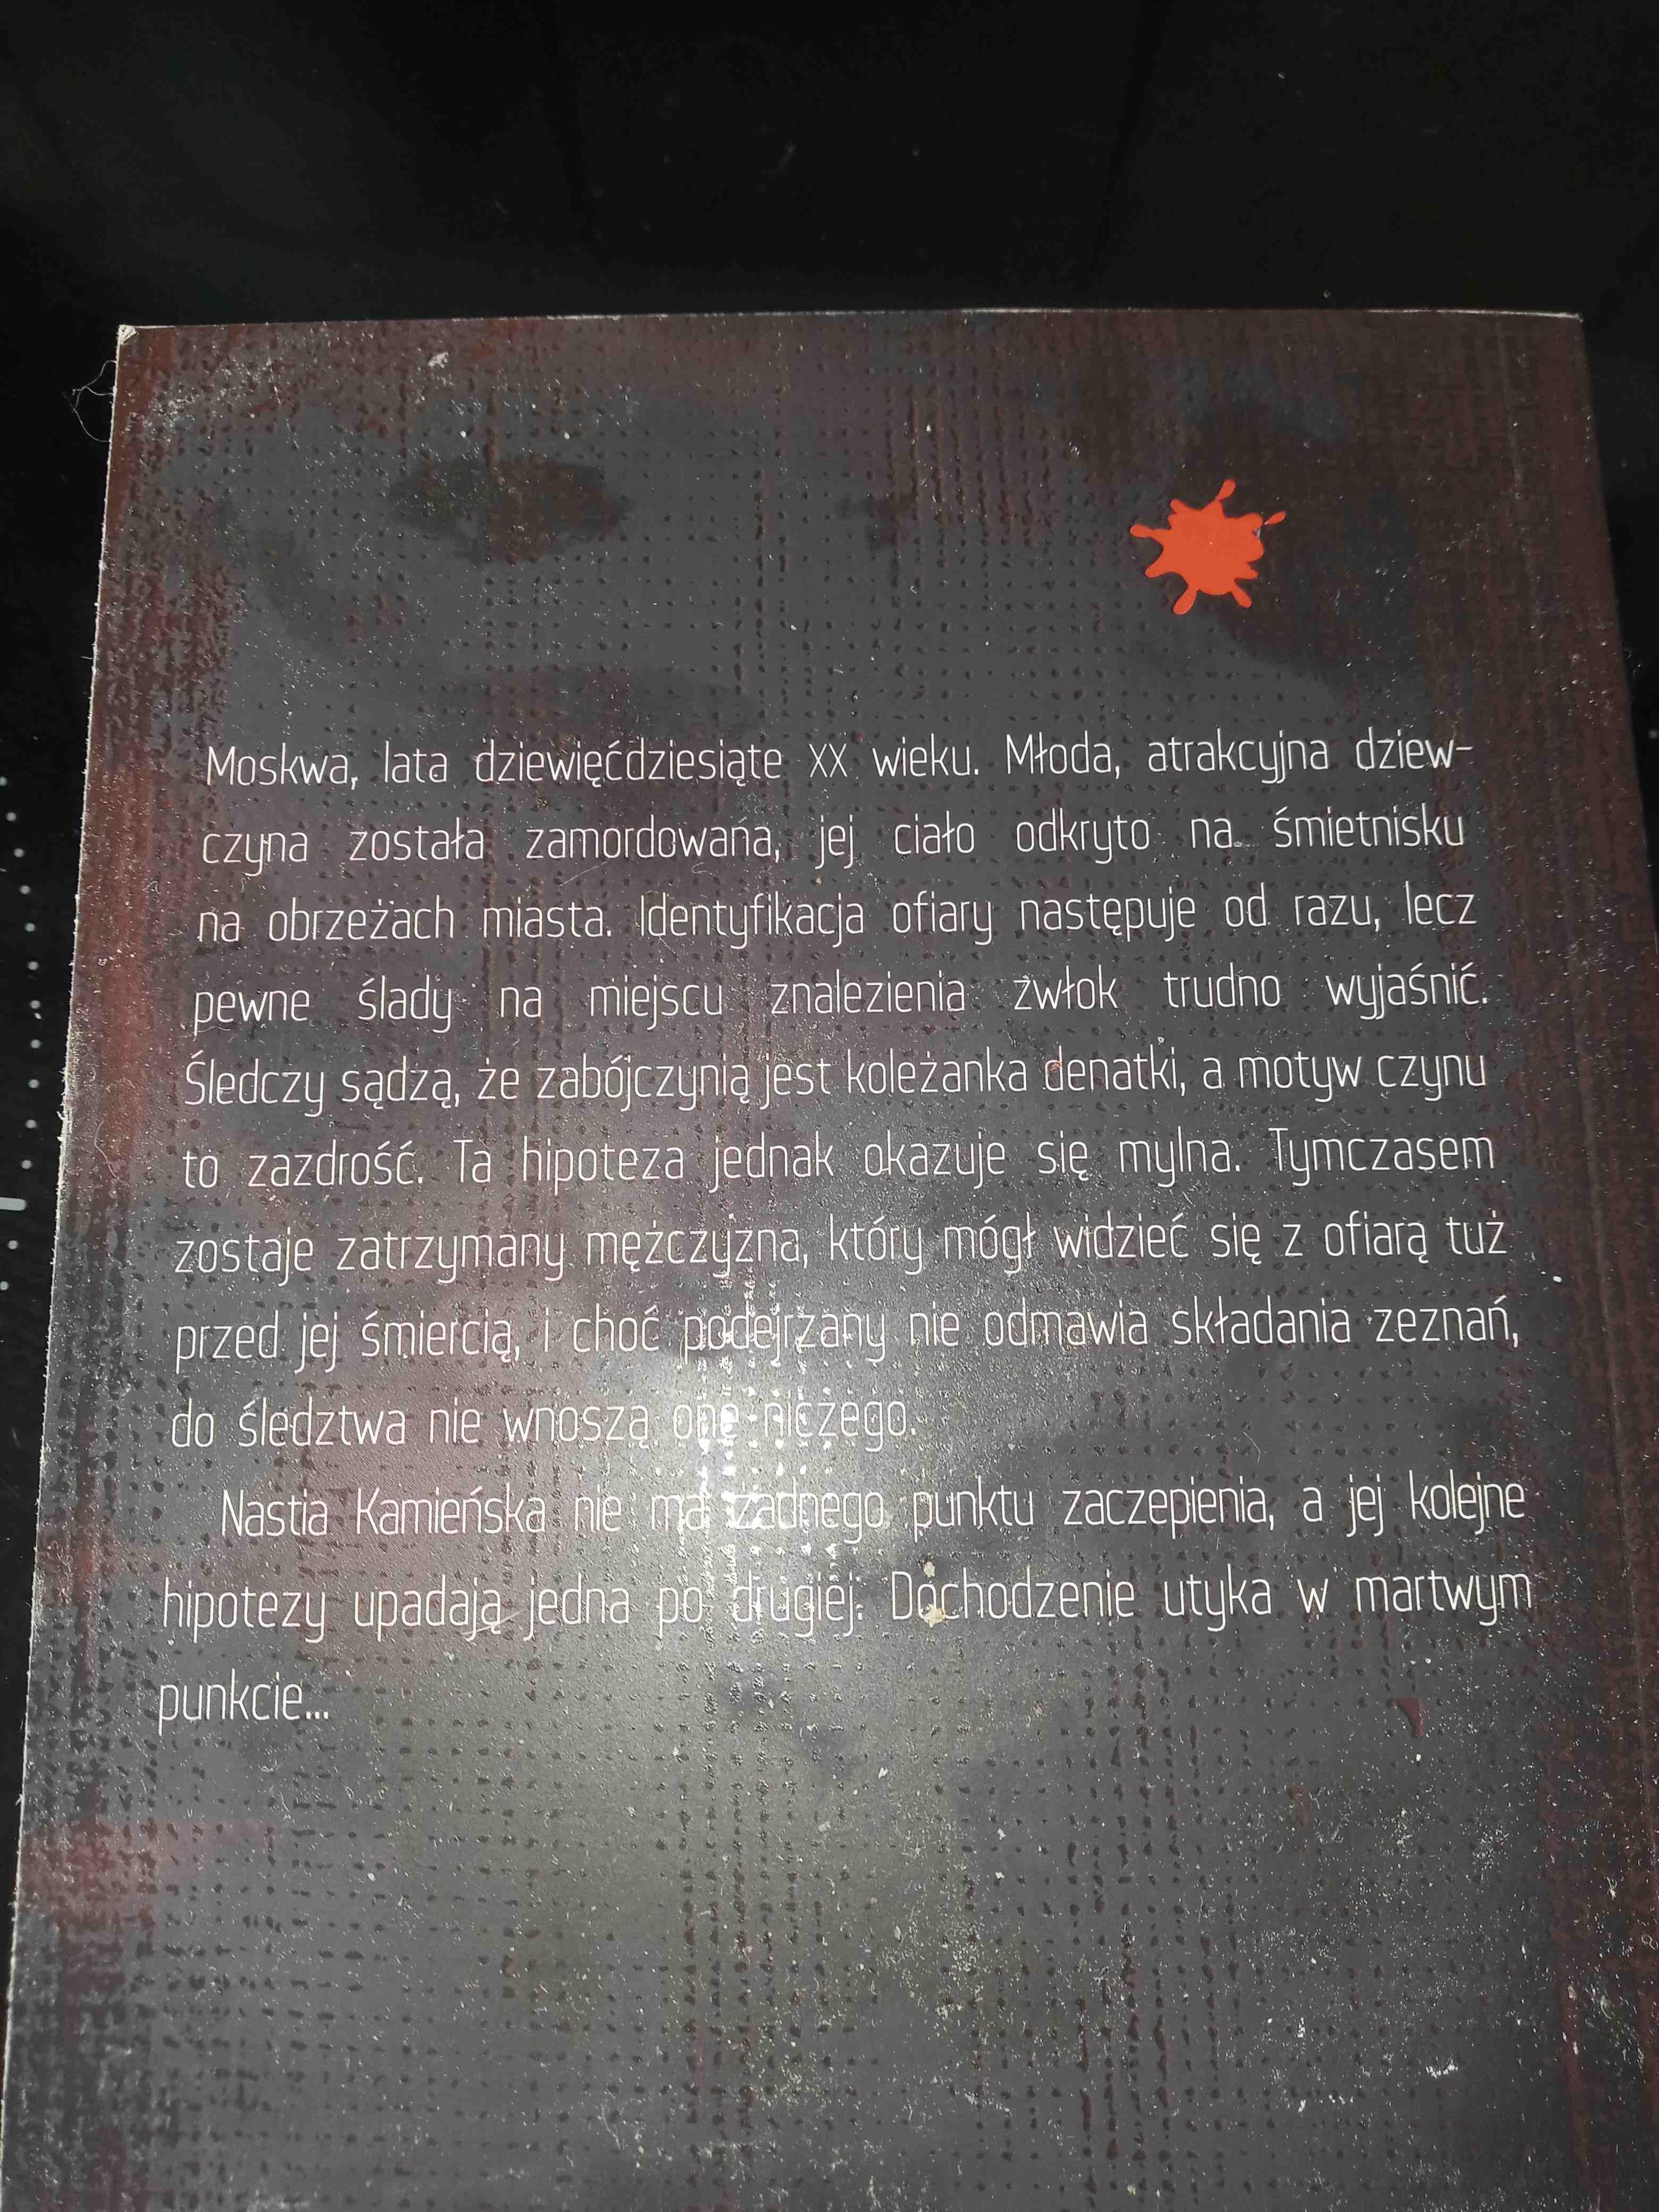 Moskwa, lata dziewięćdziesiąte XX wieku. Młoda, atrakcyjna dziew-
czyna została zamordowana, jej ciało odkryto na śmietnisku
na obrzeżach miasta. Identyfikacja ofiary następuje od razu, lecz
pewne ślady na miejscu znalezienia zwłok trudno wyjaśnić.
Śledczy sądzą, że zabójczynią jest koleżanka denatki, a motyw czynu
to zazdrość. Ta hipoteza jednak okazuje się mylna. Tymczasem
zostaje zatrzymany mężczyzna, który mógł widzieć się z ofiarą tuż
przed jej śmiercią, i choć podejrzany nie odmawia składania zeznań,
do śledztwa nie wnoszą one niczego.
Nastia Kamieńska nie ma żadnego punktu zaczepienia, a jej kolejne
hipotezy upadają jedna po drugiej. Dochodzenie utyka w martwym
punkcie...